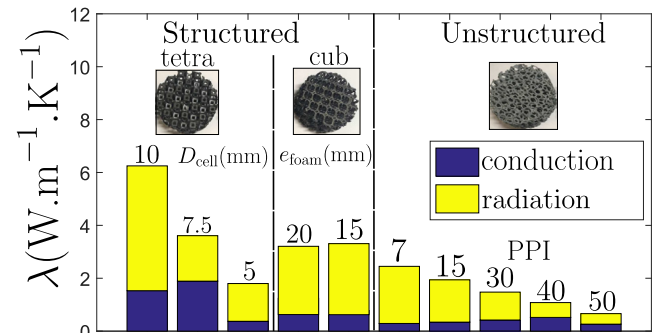 Structured
Unstructured
tetra
cub
D_cell(mm)
e_foam(mm)
conduction
radiation
PPI
10
7.5
5
20
15
7
15
30
40
50
λ(W.m⁻¹.K⁻¹)
12
10
8
6
4
2
0